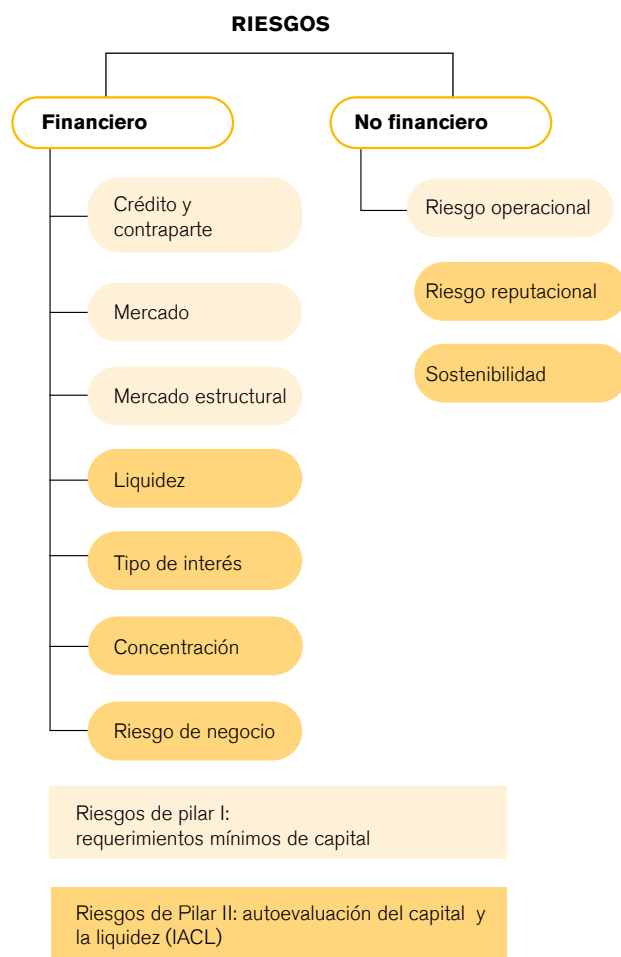 RIESGOS
Financiero
No financiero
Crédito y
contraparte
Mercado
Mercado estructural
Liquidez
Tipo de interés
Concentración
Riesgo de negocio
Riesgo operacional
Riesgo reputacional
Sostenibilidad
Riesgos de pilar I:
requerimientos mínimos de capital
Riesgos de Pilar II: autoevaluación del capital y
la liquidez (IACL)